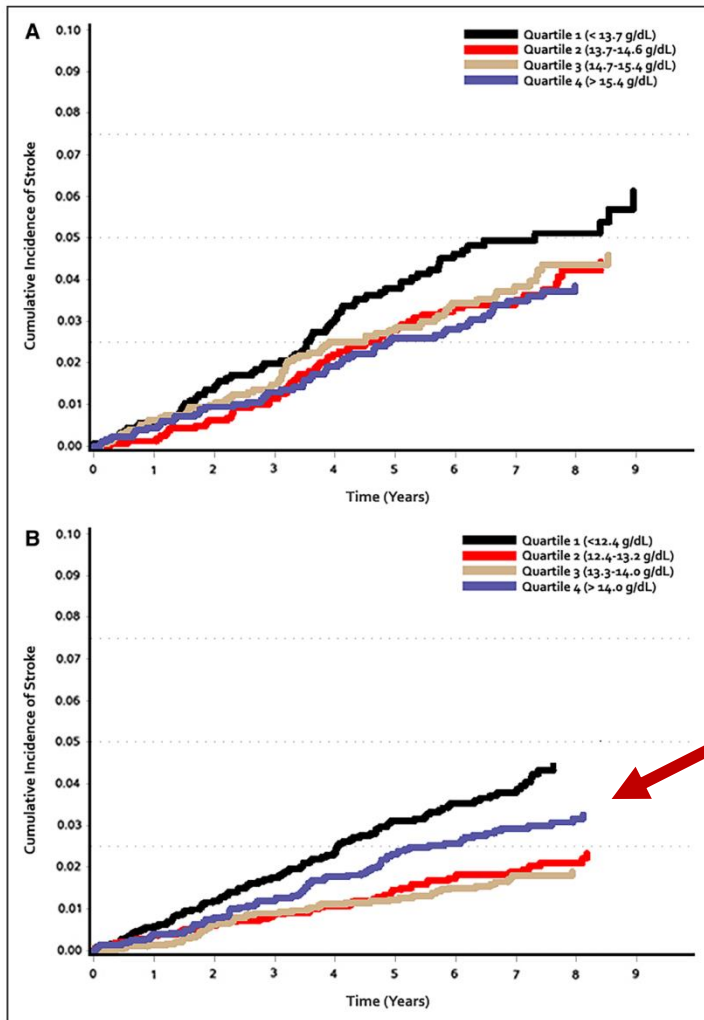 A
Quartile 1 (< 13.7 g/dL)
Quartile 2 (13.7-14.6 g/dL)
Quartile 3 (14.7-15.4 g/dL)
Quartile 4 (> 15.4 g/dL)
Cumulative Incidence of Stroke
0.10
0.09
0.08
0.07
0.06
0.05
0.04
0.03
0.02
0.01
0.00
0 1 2 3 4 5 6 7 8 9
Time (Years)
B
Quartile 1 (<12.4 g/dL)
Quartile 2 (12.4-13.2 g/dL)
Quartile 3 (13.3-14.0 g/dL)
Quartile 4 (> 14.0 g/dL)
Cumulative Incidence of Stroke
0.10
0.09
0.08
0.07
0.06
0.05
0.04
0.03
0.02
0.01
0.00
0 1 2 3 4 5 6 7 8 9
Time (Years)